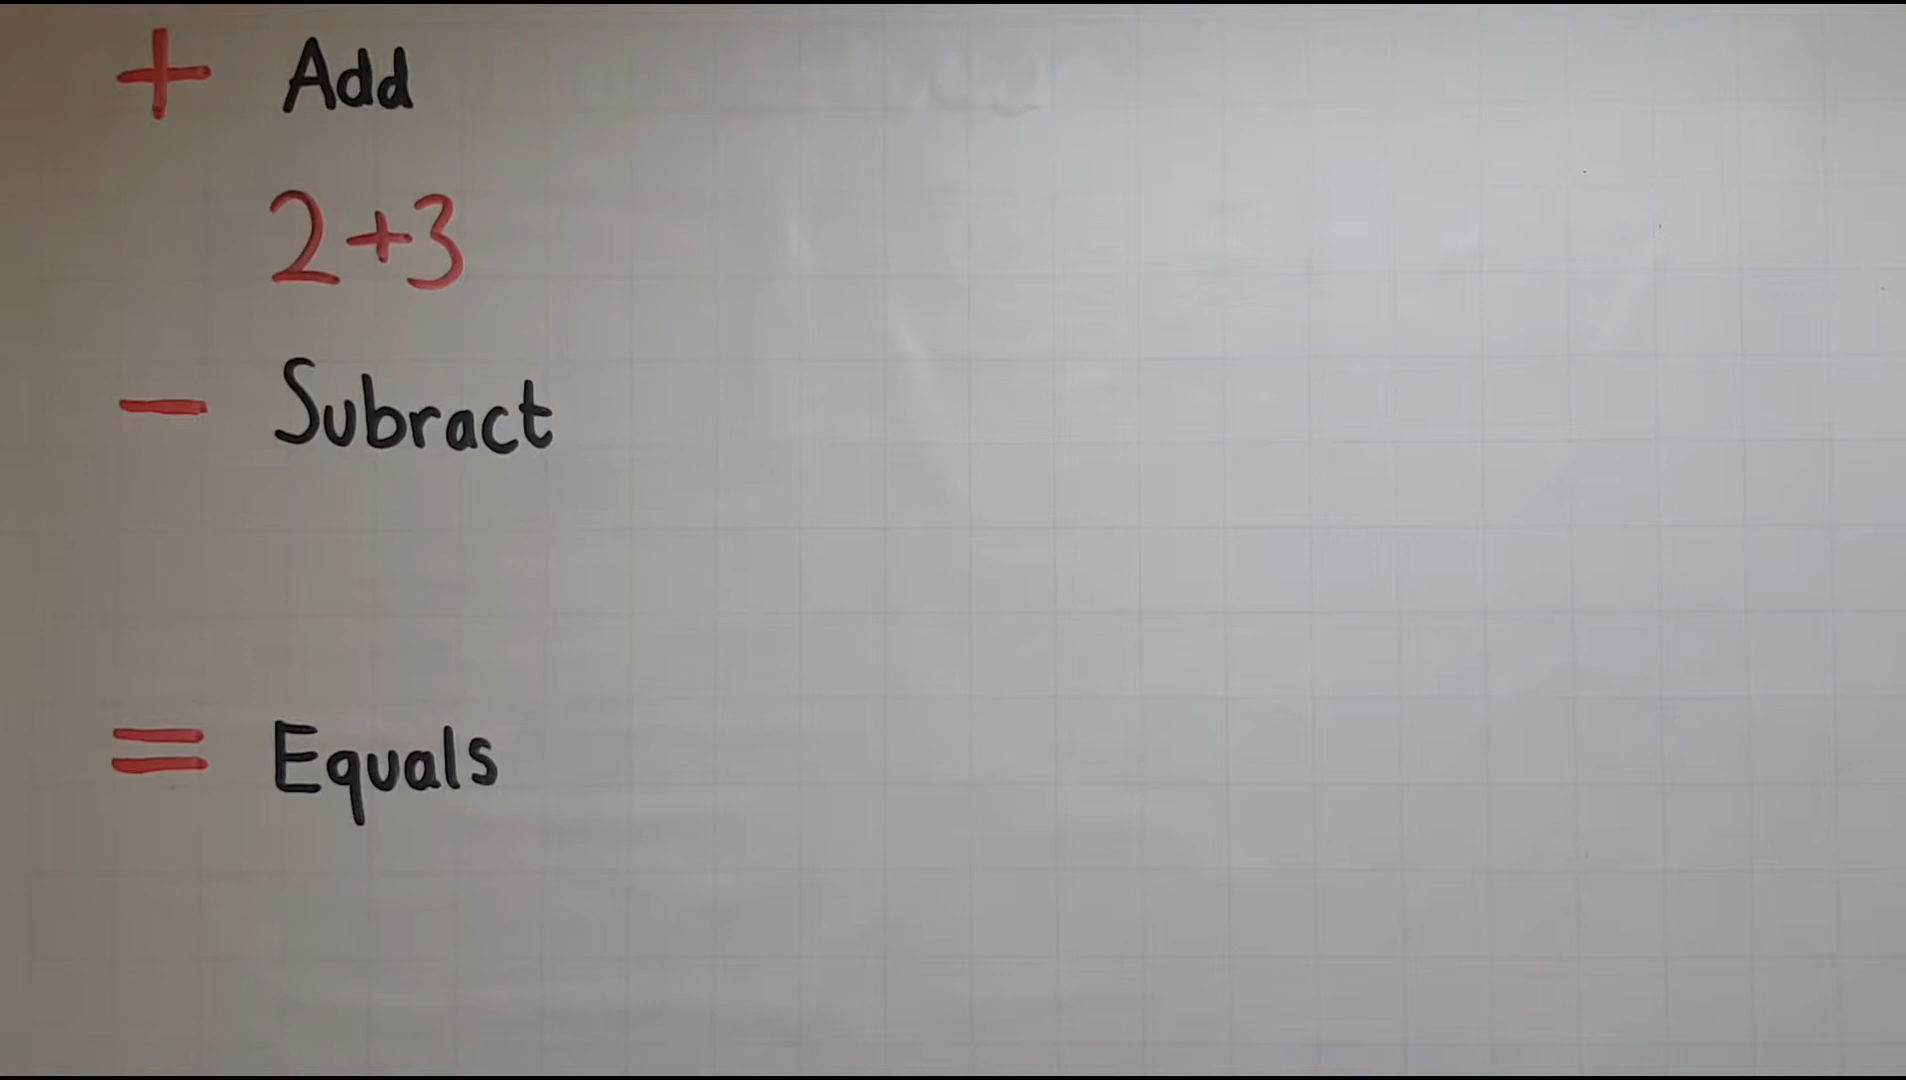 + Add
2+3
- Subract
= Equals